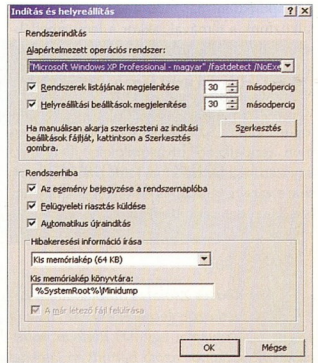 Indítás és helyreállítás
Rendszerindítás
Alapértelmezett operációs rendszer:
"Microsoft Windows XP Professional - magyar" /fastdetect /NoExe
Rendszerek listájának megjelenítése 30 másodpercig
Helyreállítási beállítások megjelenítése 30 másodpercig
Ha manuálisan akarja szerkeszteni az indítási
beállítások fájlját, kattintson a Szerkesztés
gombra.
Szerkesztés
Rendszerhiba
Az esemény bejegyzése a rendszernaplóba
Felügyeleti riasztás küldése
Automatikus újraindítás
Hibakeresési információ írása
Kis memóriakép (64 KB)
Kis memóriakép könyvtára:
%SystemRoot%\Minidump
A már létező fájl felülírása
OK Mégse